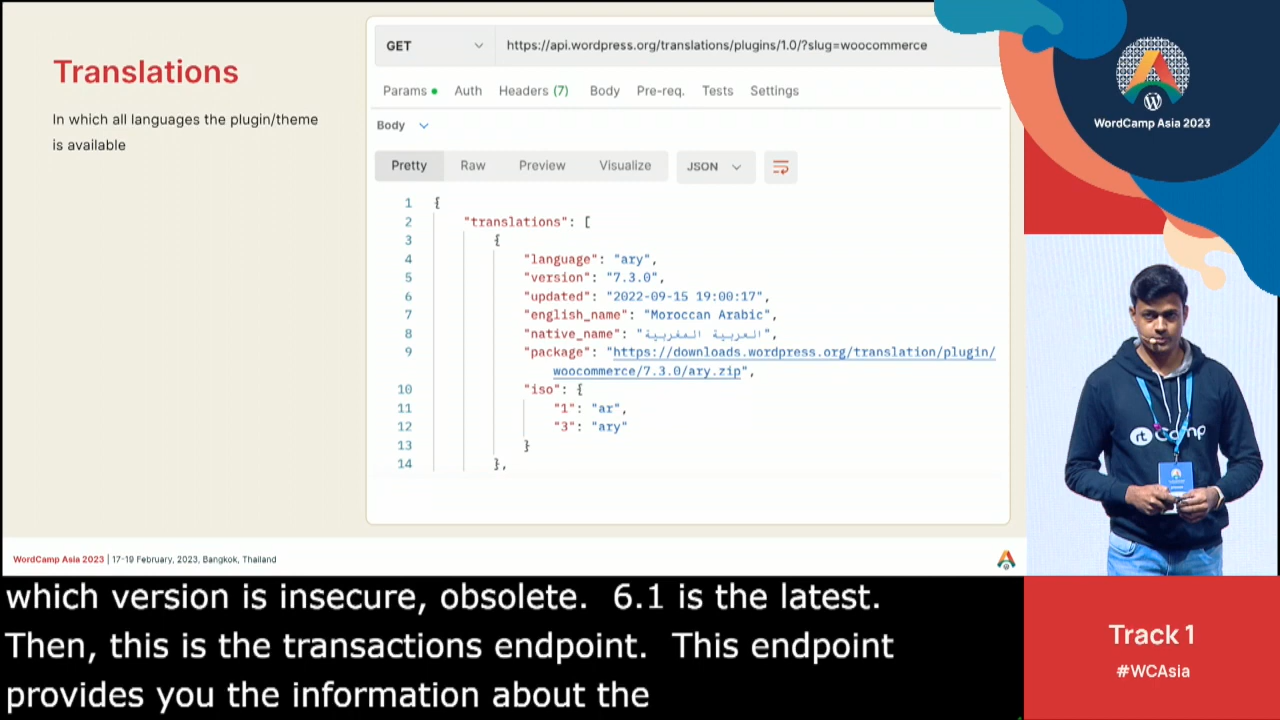 Translations
In which all languages the plugin/theme
is available
GET
https://api.wordpress.org/translations/plugins/1.0/?slug=woocommerce
Params Auth Headers (7) Body Pre-req. Tests Settings
Body
Pretty Raw Preview Visualize JSON
1 {
2 "translations": [
3 {
4 "language": "ary",
5 "version": "7.3.0",
6 "updated": "2022-09-15 19:00:17",
7 "english_name": "Moroccan Arabic",
8 "native_name": "العربية المغربية",
9 "package": "https://downloads.wordpress.org/translation/plugin/
woocommerce/7.3.0/ary.zip",
10 "iso": {
11 "1": "ar",
12 "3": "ary"
13 }
14 },
WordCamp Asia 2023 | 17-19 February, 2023, Bangkok, Thailand
WordCamp Asia 2023
rtCamp
Track 1
#WCAsia
which version is insecure, obsolete. 6.1 is the latest.
Then, this is the transactions endpoint. This endpoint
provides you the information about the